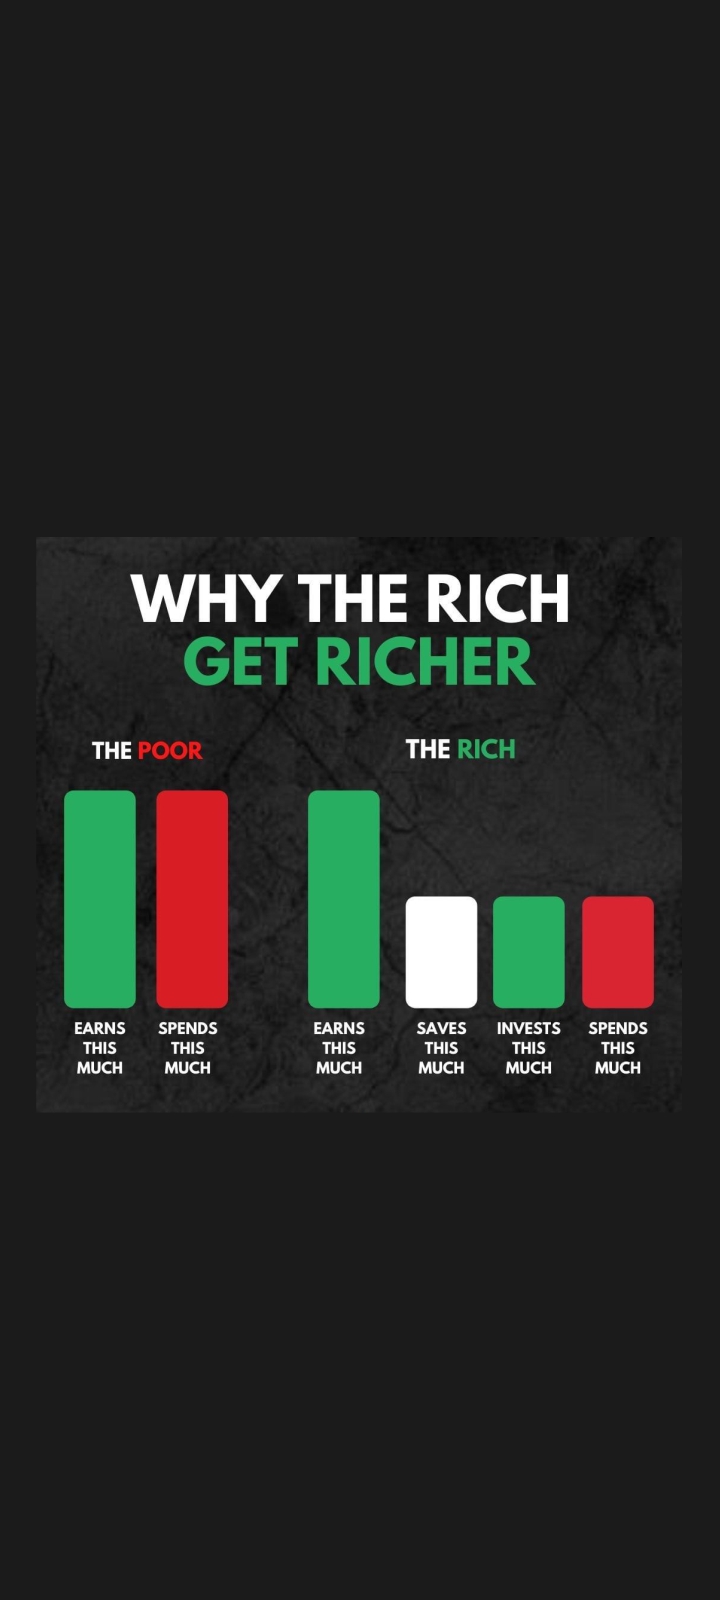 WHY THE RICH
GET RICHER
THE POOR
THE RICH
EARNS
THIS
MUCH
SPENDS
THIS
MUCH
EARNS
THIS
MUCH
SAVES
THIS
MUCH
INVESTS
THIS
MUCH
SPENDS
THIS
MUCH